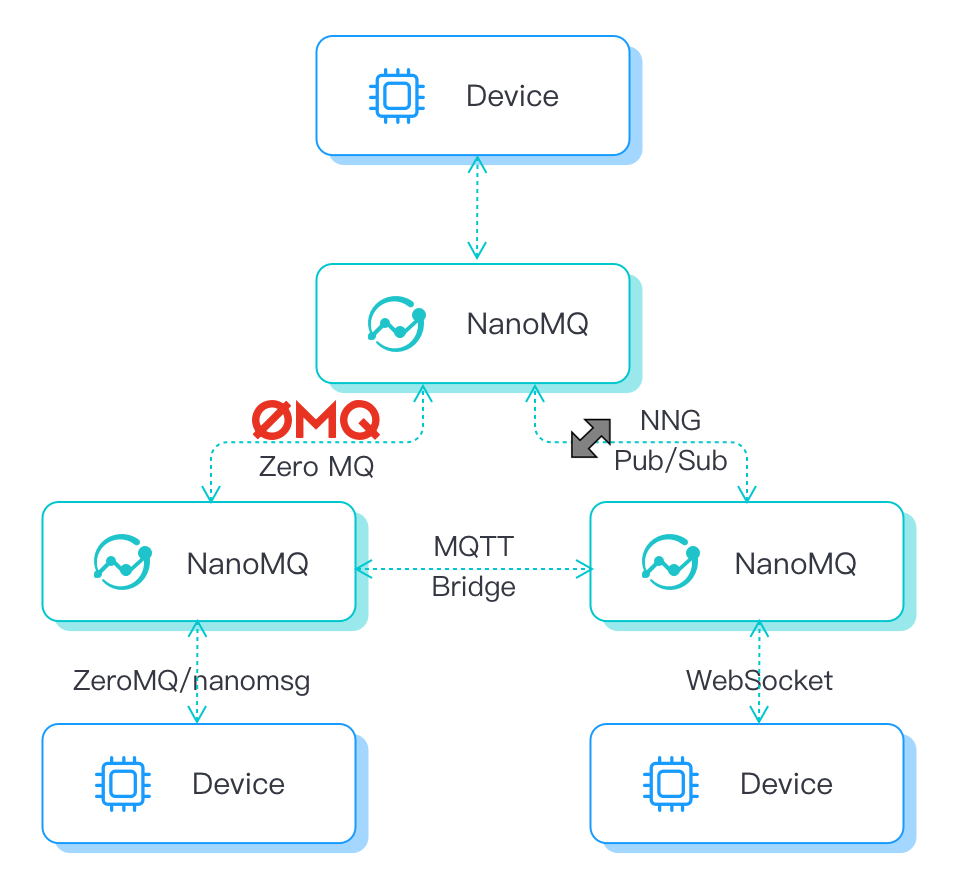 Device
NanoMQ
ØMQ
Zero MQ
NNG
Pub/Sub
NanoMQ
MQTT
Bridge
NanoMQ
ZeroMQ/nanomsg
WebSocket
Device
Device